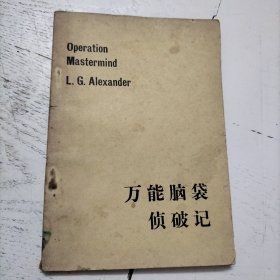 Operation
Mastermind
L. G. Alexander
万能脑袋
侦破记